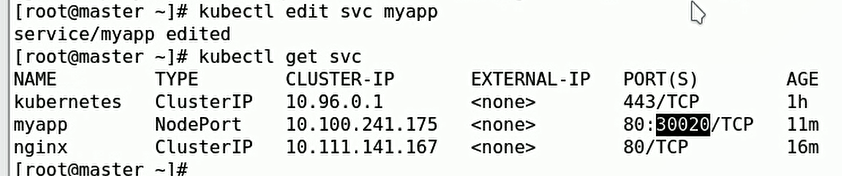 [root@master ~]# kubectl edit svc myapp
service/myapp edited
[root@master ~]# kubectl get svc
NAME         TYPE        CLUSTER-IP       EXTERNAL-IP   PORT(S)        AGE
kubernetes   ClusterIP   10.96.0.1        <none>        443/TCP        1h
myapp        NodePort    10.100.241.175   <none>        80:30020/TCP   11m
nginx        ClusterIP   10.111.141.167   <none>        80/TCP         16m
[root@master ~]#